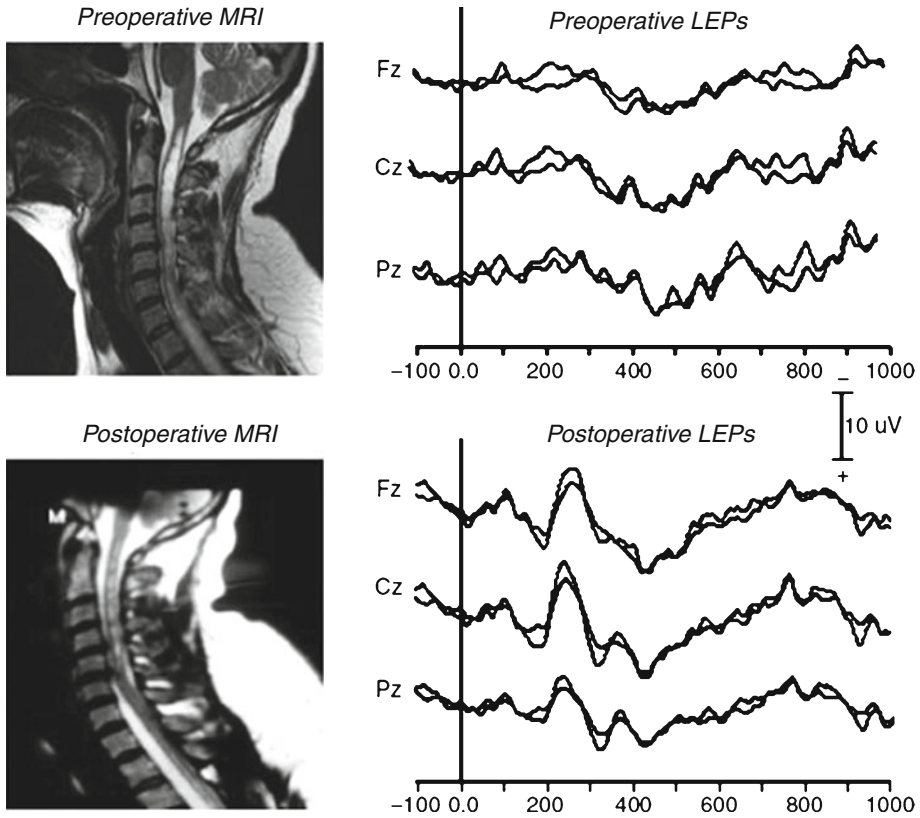 Preoperative MRI
Preoperative LEPs
Fz
Cz
Pz
−100 0.0 200 400 600 800 1000
−
10 uV
+
Postoperative MRI
Postoperative LEPs
M
Fz
Cz
Pz
−100 0.0 200 400 600 800 1000